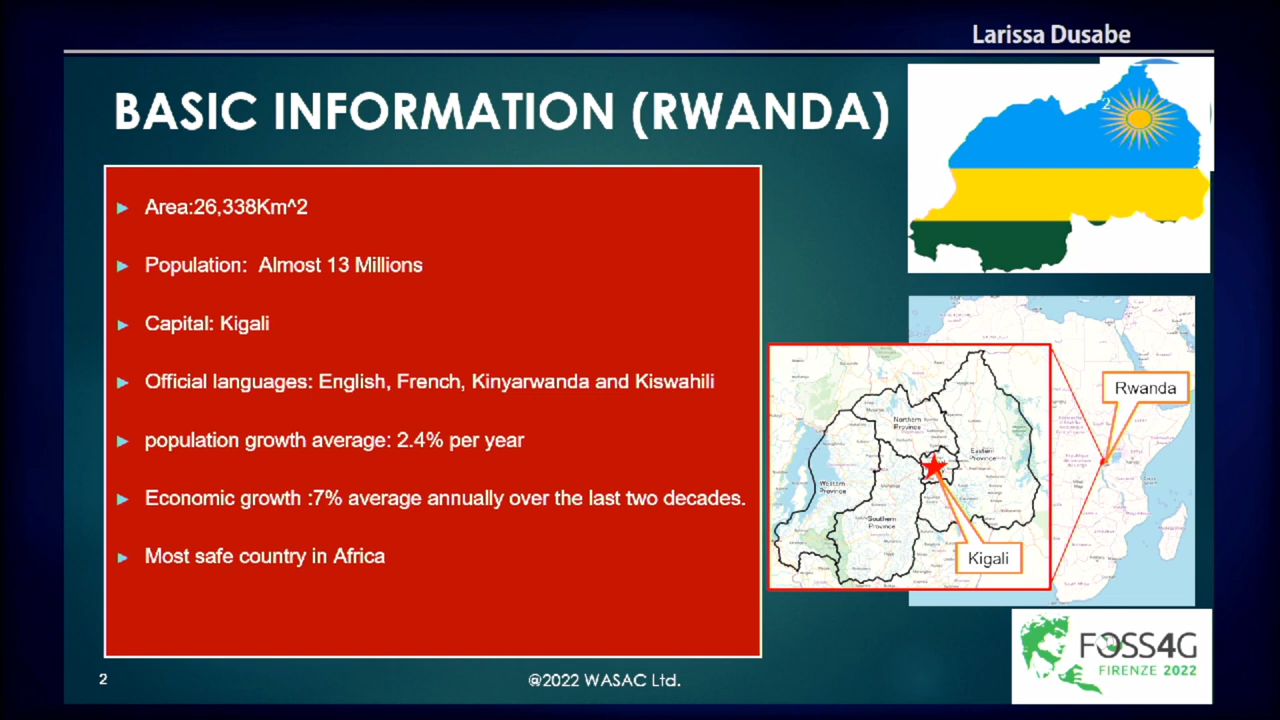 Larissa Dusabe
BASIC INFORMATION (RWANDA)
2
Area:26,338Km^2
Population: Almost 13 Millions
Capital: Kigali
Official languages: English, French, Kinyarwanda and Kiswahili
population growth average: 2.4% per year
Economic growth :7% average annually over the last two decades.
Most safe country in Africa
Rwanda
Northern
Province
Eastern
Province
Western
Province
Southern
Province
Kigali
FOSS4G
FIRENZE 2022
2
@2022 WASAC Ltd.